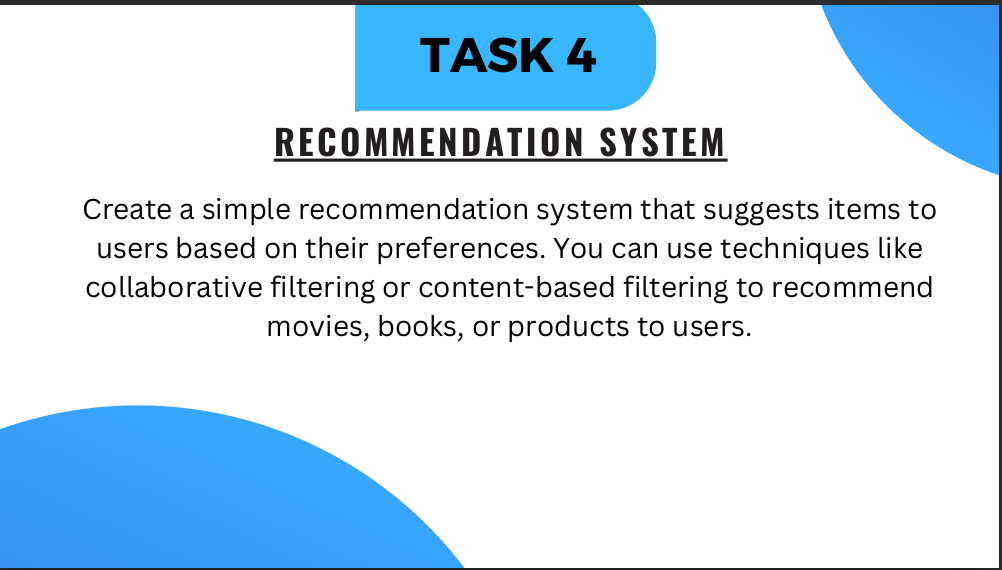 TASK 4
RECOMMENDATION SYSTEM
Create a simple recommendation system that suggests items to
users based on their preferences. You can use techniques like
collaborative filtering or content-based filtering to recommend
movies, books, or products to users.